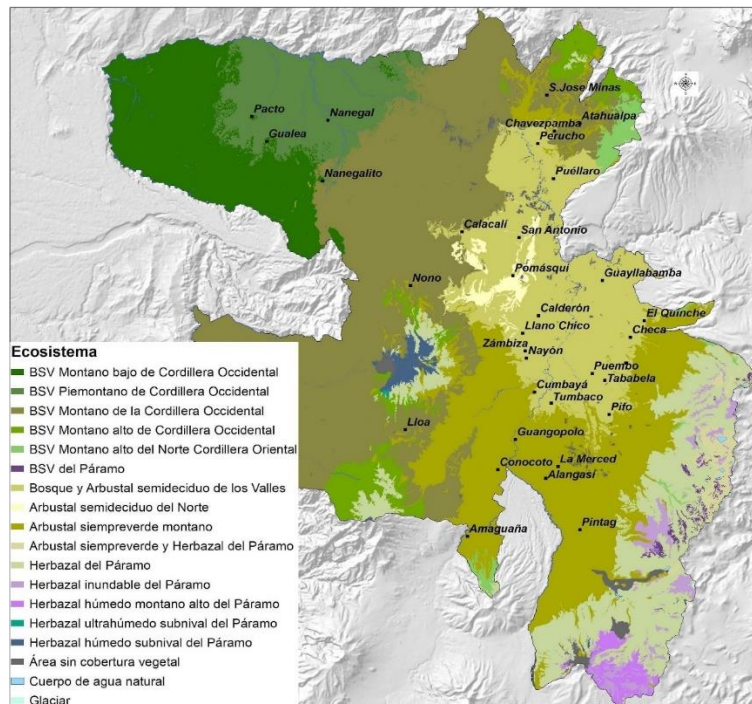 S.Jose Minas
Pacto
Nanegal
Chavezpamba
Atahualpa
Gualea
Perucho
Nanegalito
Puéllaro
Calacalí
San Antonio
Nono
Pomásqui
Guayllabamba
Calderón
El Quinche
Llano Chico
Checa
Zámbiza
Nayón
Puembo
Tababela
Cumbayá
Tumbaco
Pifo
Lloa
Guangopolo
Conocoto
La Merced
Alangasí
Amaguaña
Pintag
Ecosistema
BSV Montano bajo de Cordillera Occidental
BSV Piemontano de Cordillera Occidental
BSV Montano de la Cordillera Occidental
BSV Montano alto de Cordillera Occidental
BSV Montano alto del Norte Cordillera Oriental
BSV del Páramo
Bosque y Arbustal semideciduo de los Valles
Arbustal semideciduo del Norte
Arbustal siempreverde montano
Arbustal siempreverde y Herbazal del Páramo
Herbazal del Páramo
Herbazal inundable del Páramo
Herbazal húmedo montano alto del Páramo
Herbazal ultrahúmedo subnival del Páramo
Herbazal húmedo subnival del Páramo
Área sin cobertura vegetal
Cuerpo de agua natural
Glaciar